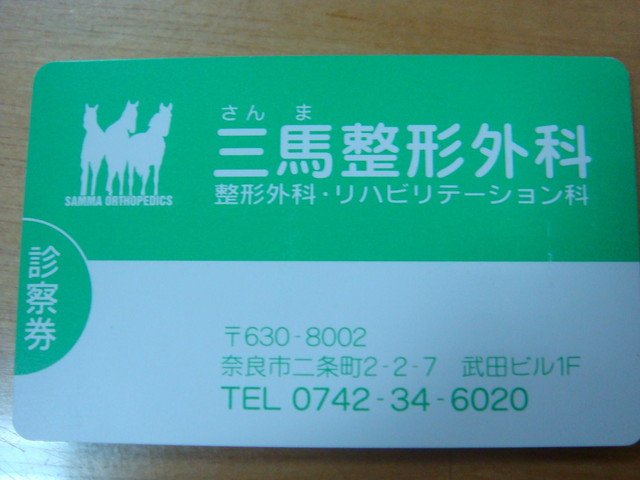 さんま
三馬整形外科
整形外科・リハビリテーション科
SAMMA ORTHOPEDICS
診察券
〒630-8002
奈良市二条町2-2-7 武田ビル1F
TEL 0742-34-6020